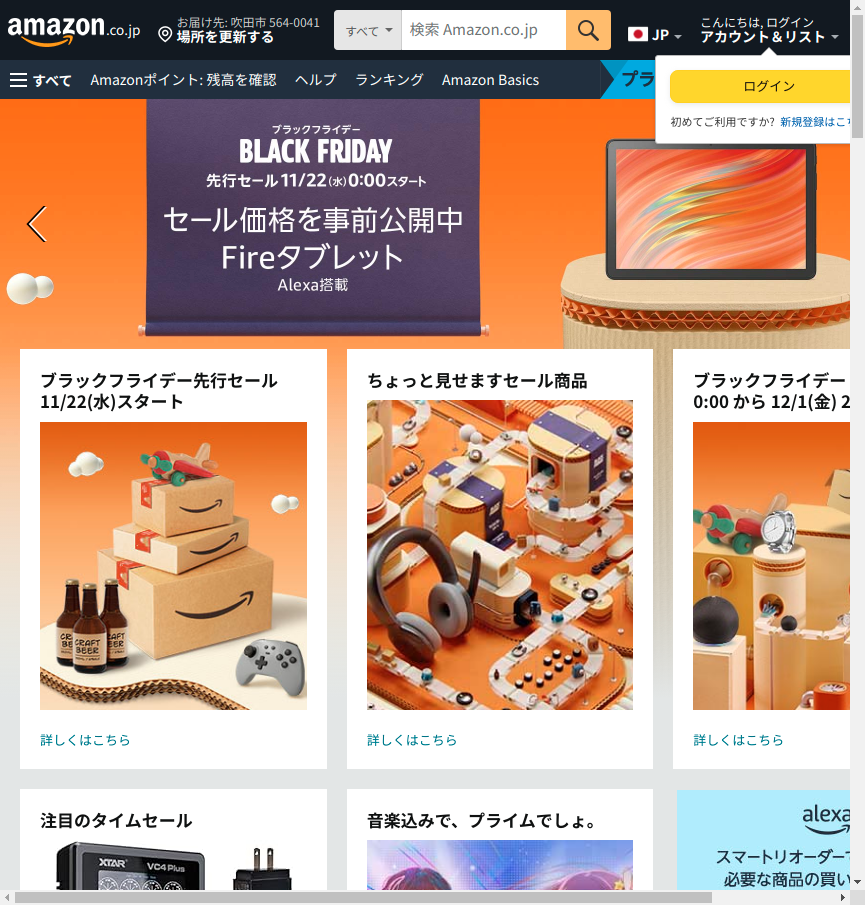 amazon.co.jp
お届け先: 吹田市 564-0041
場所を更新する
すべて
検索 Amazon.co.jp
JP
こんにちは, ログイン
アカウント＆リスト
すべて
Amazonポイント: 残高を確認
ヘルプ
ランキング
Amazon Basics
プラ
ログイン
初めてご利用ですか? 新規登録はこち
ブラックフライデー
BLACK FRIDAY
先行セール 11/22(水)0:00スタート
セール価格を事前公開中
Fireタブレット
Alexa搭載
ブラックフライデー先行セール
11/22(水)スタート
CRAFT
BEER
詳しくはこちら
ちょっと見せますセール商品
詳しくはこちら
ブラックフライデー
0:00 から 12/1(金) 2
詳しくはこちら
注目のタイムセール
XTAR
VC4 Plus
音楽込みで、プライムでしょ。
alexa
スマートリオーダーで
必要な商品の買い